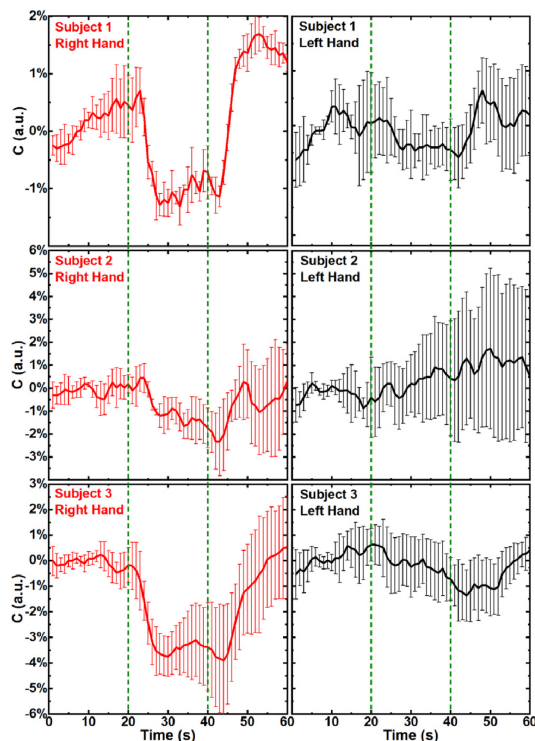 Subject 1
Right Hand
Subject 1
Left Hand
2%
1%
0%
-1%
C (a.u.)
Subject 2
Right Hand
Subject 2
Left Hand
6%
5%
4%
3%
2%
1%
0%
-1%
-2%
-3%
C (a.u.)
Subject 3
Right Hand
Subject 3
Left Hand
3%
2%
1%
0%
-1%
-2%
-3%
-4%
-5%
-6%
C (a.u.)
0 10 20 30 40 50 60
0 10 20 30 40 50 60
Time (s)
Time (s)